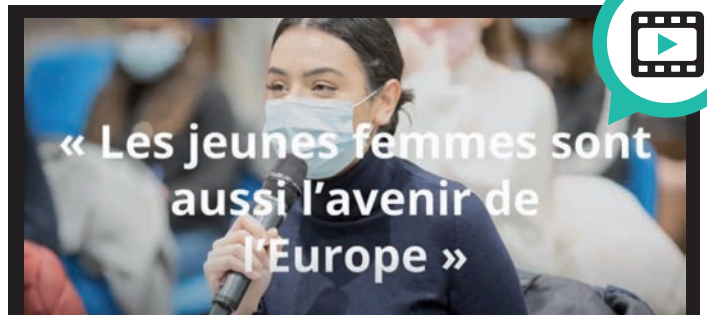 « Les jeunes femmes sont
aussi l’avenir de
l’Europe »